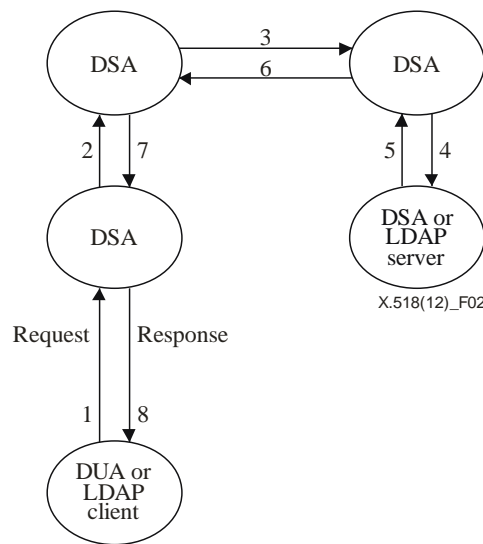 3
DSA
6
DSA
2
7
5
4
DSA
DSA or
LDAP
server
X.518(12)_F02
Request
Response
1
8
DUA or
LDAP
client